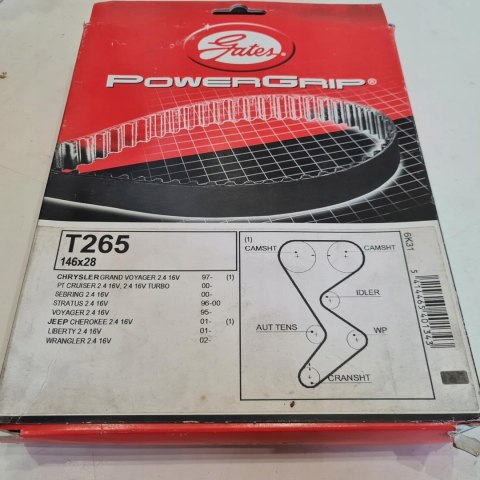 Gates
POWERGRIP®
T265
146x28
CHRYSLER GRAND VOYAGER 2.4 16V 97- (1)
PT CRUISER 2.4 16V, 2.4 16V TURBO 00-
SEBRING 2.4 16V 00-
STRATUS 2.4 16V 96-00
VOYAGER 2.4 16V 95-
JEEP CHEROKEE 2.4 16V 01- (1)
LIBERTY 2.4 16V 01-
WRANGLER 2.4 16V 02-
(1)
CAMSHT CAMSHT
IDLER
AUT TENS WP
CRANSHT
6K31
5 414465 401343